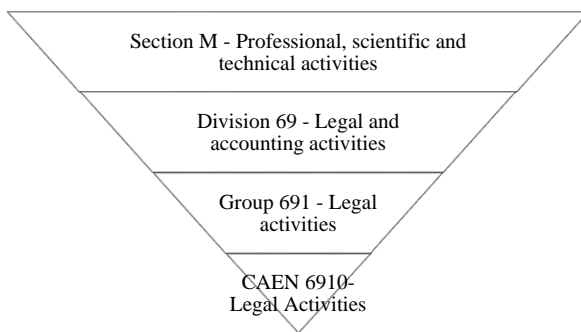 Section M - Professional, scientific and
technical activities
Division 69 - Legal and
accounting activities
Group 691 - Legal
activities
CAEN 6910-
Legal Activities